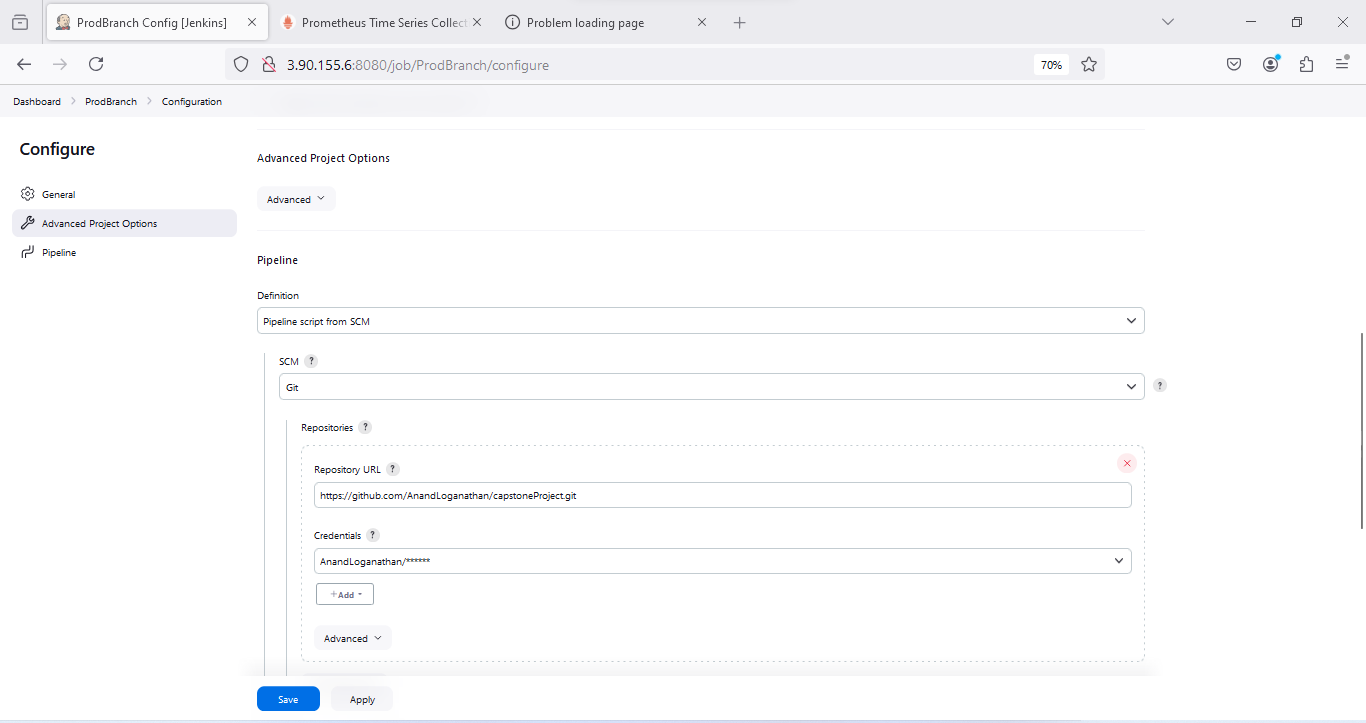 ProdBranch Config [Jenkins]
Prometheus Time Series Collect
Problem loading page
3.90.155.6:8080/job/ProdBranch/configure
70%
Dashboard
ProdBranch
Configuration
Configure
General
Advanced Project Options
Pipeline
Advanced Project Options
Advanced
Pipeline
Definition
Pipeline script from SCM
SCM ?
Git
?
Repositories ?
Repository URL ?
https://github.com/AnandLoganathan/capstoneProject.git
Credentials ?
AnandLoganathan/******
+Add
Advanced
Save
Apply